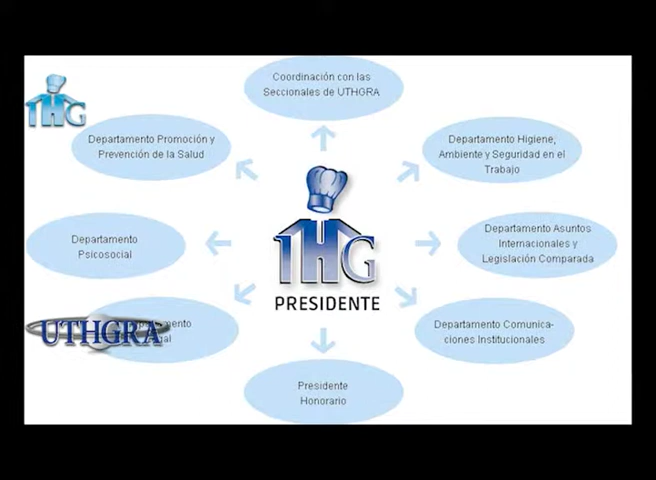 Coordinación con las
Seccionales de UTHGRA
IHG
Departamento Promoción y
Prevención de la Salud
Departamento Higiene,
Ambiente y Seguridad en el
Trabajo
Departamento
Psicosocial
IHG
PRESIDENTE
Departamento Asuntos
Internacionales y
Legislación Comparada
UTHGRA
Departamento Comunica-
ciones Institucionales
Presidente
Honorario